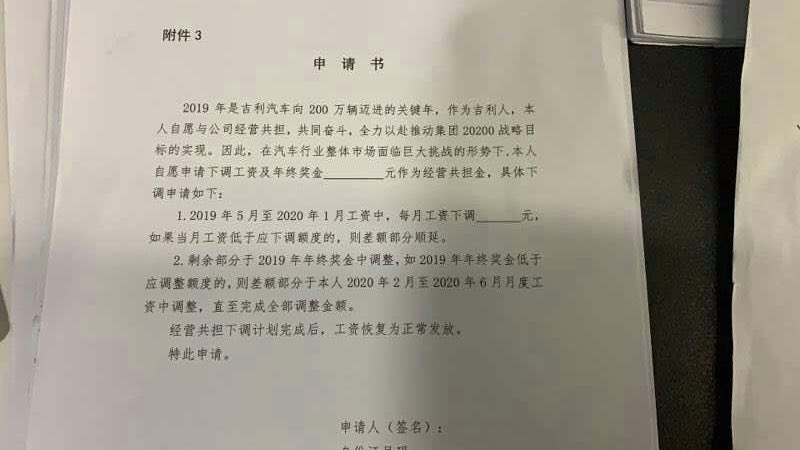 附件 3
申 请 书
2019 年是吉利汽车向 200 万辆迈进的关键年，作为吉利人，本
人自愿与公司经营共担，共同奋斗，全力以赴推动集团 20200 战略目
标的实现。因此，在汽车行业整体市场面临巨大挑战的形势下,本人
自愿申请下调工资及年终奖金________元作为经营共担金，具体下
调申请如下：
1.2019 年 5 月至 2020 年 1 月工资中，每月工资下调______元，
如果当月工资低于应下调额度的，则差额部分顺延。
2.剩余部分于 2019 年年终奖金中调整，如 2019 年年终奖金低于
应调整额度的，则差额部分于本人 2020 年 2 月至 2020 年 6 月月度工
资中调整，直至完成全部调整金额。
经营共担下调计划完成后，工资恢复为正常发放。
特此申请。
申请人（签名）：